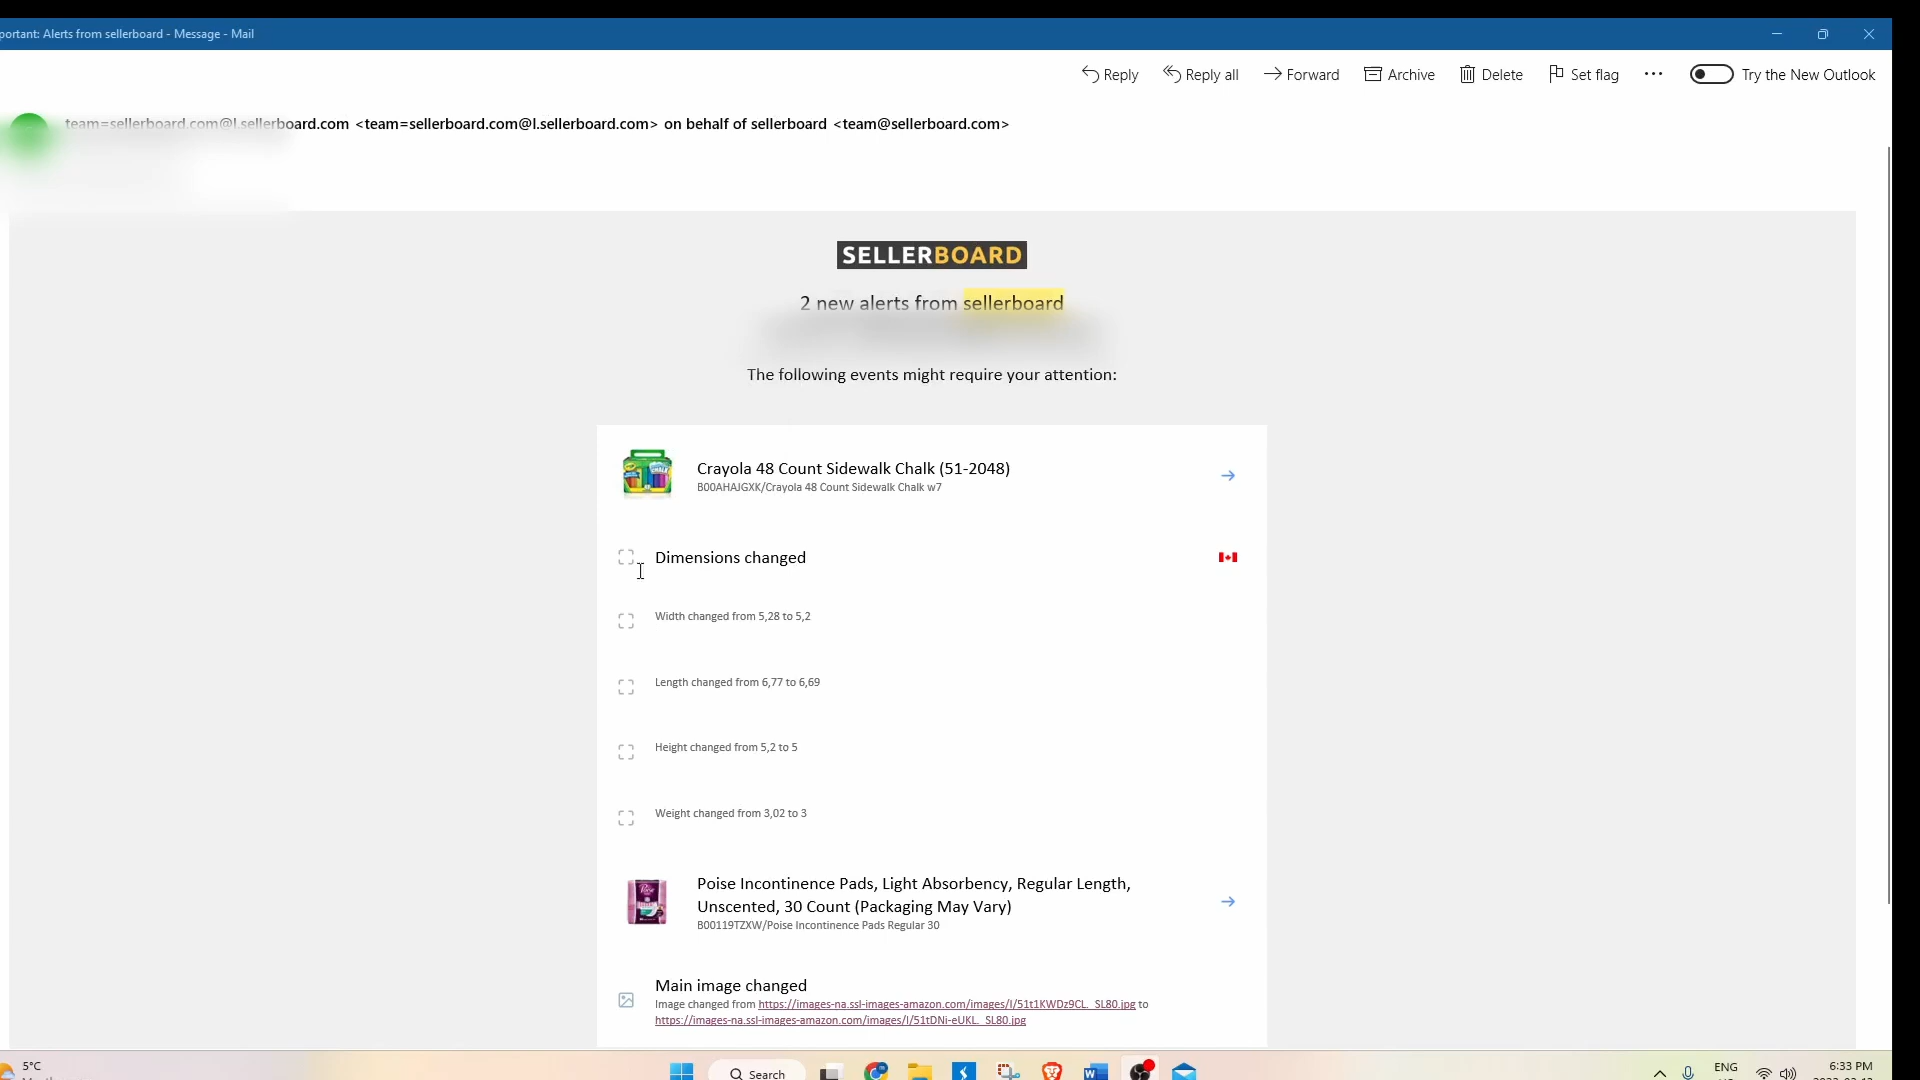 portant: Alerts from sellerboard - Message - Mail
Reply
Reply all
Forward
Archive
Delete
Set flag
Try the New Outlook
team=sellerboard.com@l.sellerboard.com <team=sellerboard.com@l.sellerboard.com> on behalf of sellerboard <team@sellerboard.com>
SELLERBOARD
2 new alerts from sellerboard
The following events might require your attention:
Crayola 48 Count Sidewalk Chalk (51-2048)
B00AHAJGXK/Crayola 48 Count Sidewalk Chalk w7
Dimensions changed
Width changed from 5,28 to 5,2
Length changed from 6,77 to 6,69
Height changed from 5,2 to 5
Weight changed from 3,02 to 3
Poise Incontinence Pads, Light Absorbency, Regular Length,
Unscented, 30 Count (Packaging May Vary)
B00119TZXW/Poise Incontinence Pads Regular 30
Main image changed
Image changed from https://images-na.ssl-images-amazon.com/images/I/51t1KWDz9CL._SL80.jpg to
https://images-na.ssl-images-amazon.com/images/I/51tDNi-eUKL._SL80.jpg
5°C
Search
ENG
6:33 PM